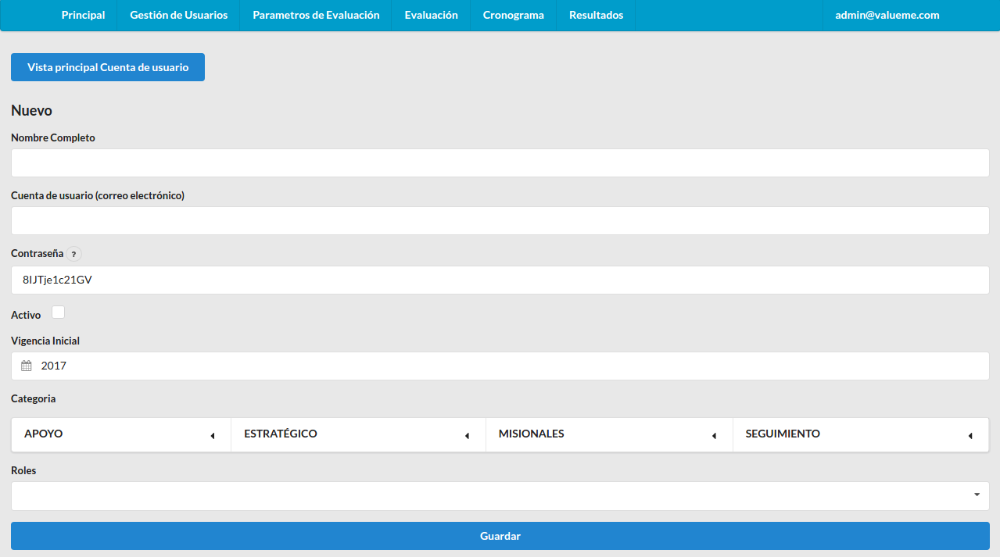 Principal Gestión de Usuarios Parametros de Evaluación Evaluación Cronograma Resultados admin@valueme.com
Vista principal Cuenta de usuario
Nuevo
Nombre Completo
Cuenta de usuario (correo electrónico)
Contraseña ?
8IJTje1c21GV
Activo
Vigencia Inicial
2017
Categoria
APOYO ESTRATÉGICO MISIONALES SEGUIMIENTO
Roles
Guardar